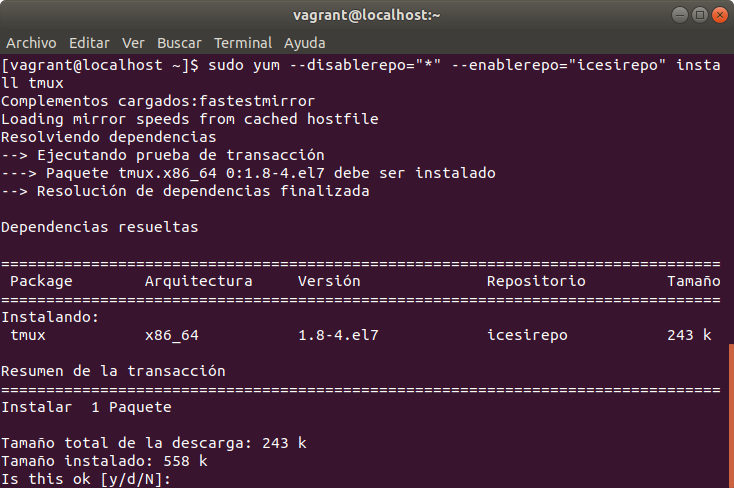 vagrant@localhost:~
Archivo Editar Ver Buscar Terminal Ayuda
[vagrant@localhost ~]$ sudo yum --disablerepo="*" --enablerepo="icesirepo" insta
ll tmux
Complementos cargados:fastestmirror
Loading mirror speeds from cached hostfile
Resolviendo dependencias
--> Ejecutando prueba de transacción
---> Paquete tmux.x86_64 0:1.8-4.el7 debe ser instalado
--> Resolución de dependencias finalizada

Dependencias resueltas

================================================================================
 Package        Arquitectura     Versión              Repositorio         Tamaño
================================================================================
Instalando:
 tmux           x86_64           1.8-4.el7            icesirepo           243 k

Resumen de la transacción
================================================================================
Instalar  1 Paquete

Tamaño total de la descarga: 243 k
Tamaño instalado: 558 k
Is this ok [y/d/N]: